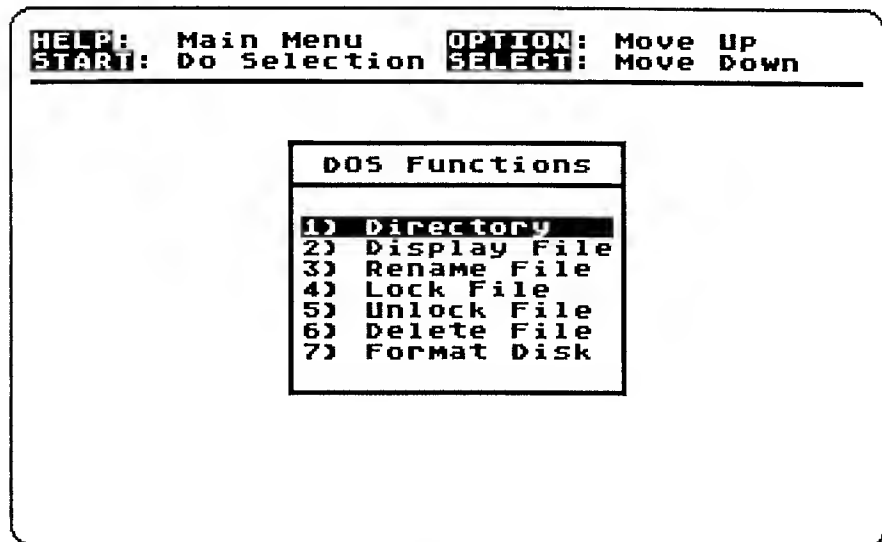 HELP: Main Menu OPTION: Move Up
START: Do Selection SELECT: Move Down
DOS Functions
1) Directory
2) Display File
3) Rename File
4) Lock File
5) Unlock File
6) Delete File
7) Format Disk